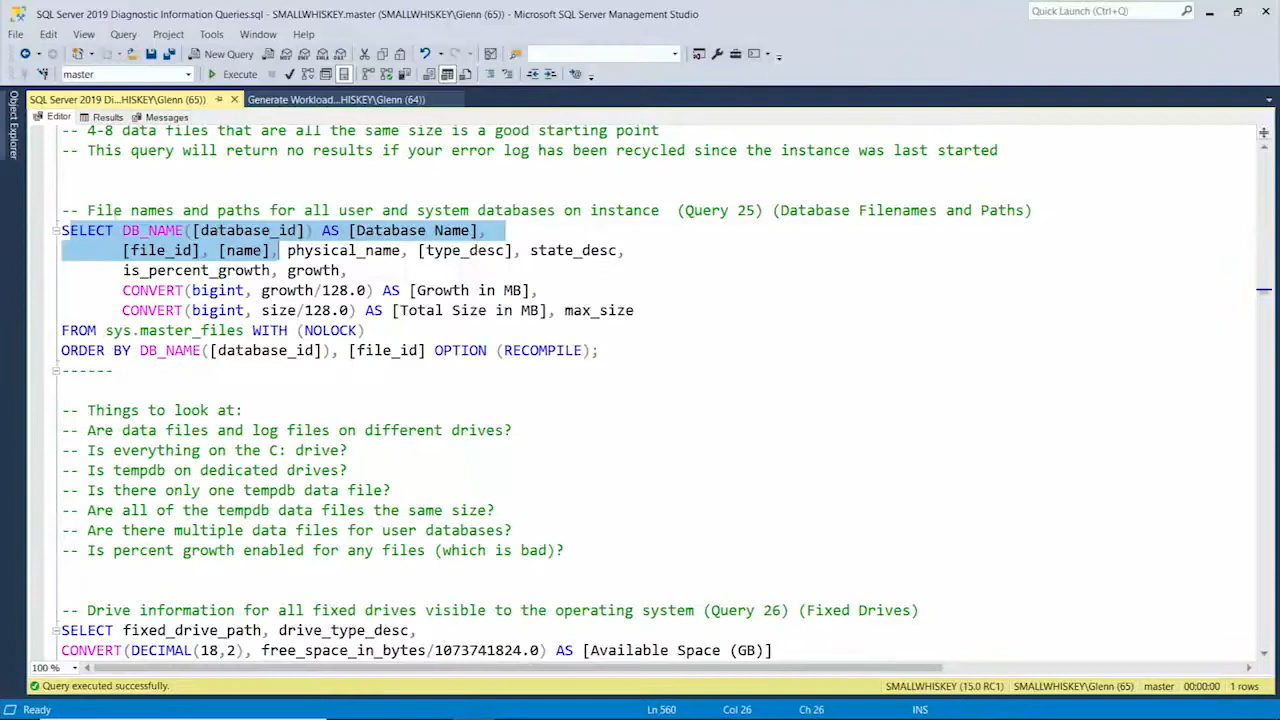 SQL Server 2019 Diagnostic Information Queries.sql - SMALLWHISKEY.master (SMALLWHISKEY\Glenn (65)) - Microsoft SQL Server Management Studio
Quick Launch (Ctrl+Q)
File Edit View Query Project Tools Window Help
New Query
master
Execute
SQL Server 2019 Di...HISKEY\Glenn (65))
Generate Workload...HISKEY\Glenn (64))
Object Explorer
Editor Results Messages
-- 4-8 data files that are all the same size is a good starting point
-- This query will return no results if your error log has been recycled since the instance was last started
-- File names and paths for all user and system databases on instance (Query 25) (Database Filenames and Paths)
SELECT DB_NAME([database_id]) AS [Database Name],
[file_id], [name], physical_name, [type_desc], state_desc,
is_percent_growth, growth,
CONVERT(bigint, growth/128.0) AS [Growth in MB],
CONVERT(bigint, size/128.0) AS [Total Size in MB], max_size
FROM sys.master_files WITH (NOLOCK)
ORDER BY DB_NAME([database_id]), [file_id] OPTION (RECOMPILE);
------
-- Things to look at:
-- Are data files and log files on different drives?
-- Is everything on the C: drive?
-- Is tempdb on dedicated drives?
-- Is there only one tempdb data file?
-- Are all of the tempdb data files the same size?
-- Are there multiple data files for user databases?
-- Is percent growth enabled for any files (which is bad)?
-- Drive information for all fixed drives visible to the operating system (Query 26) (Fixed Drives)
SELECT fixed_drive_path, drive_type_desc,
CONVERT(DECIMAL(18,2), free_space_in_bytes/1073741824.0) AS [Available Space (GB)]
100 %
Query executed successfully.
SMALLWHISKEY (15.0 RC1) SMALLWHISKEY\Glenn (65) master 00:00:00 1 rows
Ready
Ln 560 Col 26 Ch 26 INS